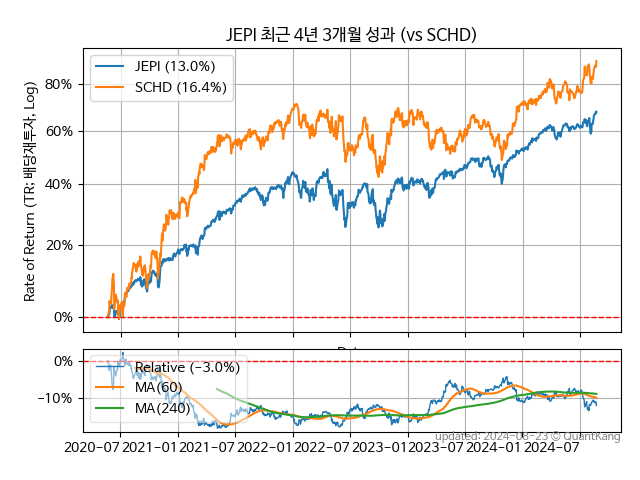 JEPI 최근 4년 3개월 성과 (vs SCHD)
JEPI (13.0%)
SCHD (16.4%)
Rate of Return (TR: 배당재투자, Log)
80%
60%
40%
20%
0%
0%
−10%
Relative (−3.0%)
MA(60)
MA(240)
2020-07
2021-01
2021-07
2022-01
2022-07
2023-01
2023-07
2024-01
2024-07
updated: 2024-08-23 © QuantKang